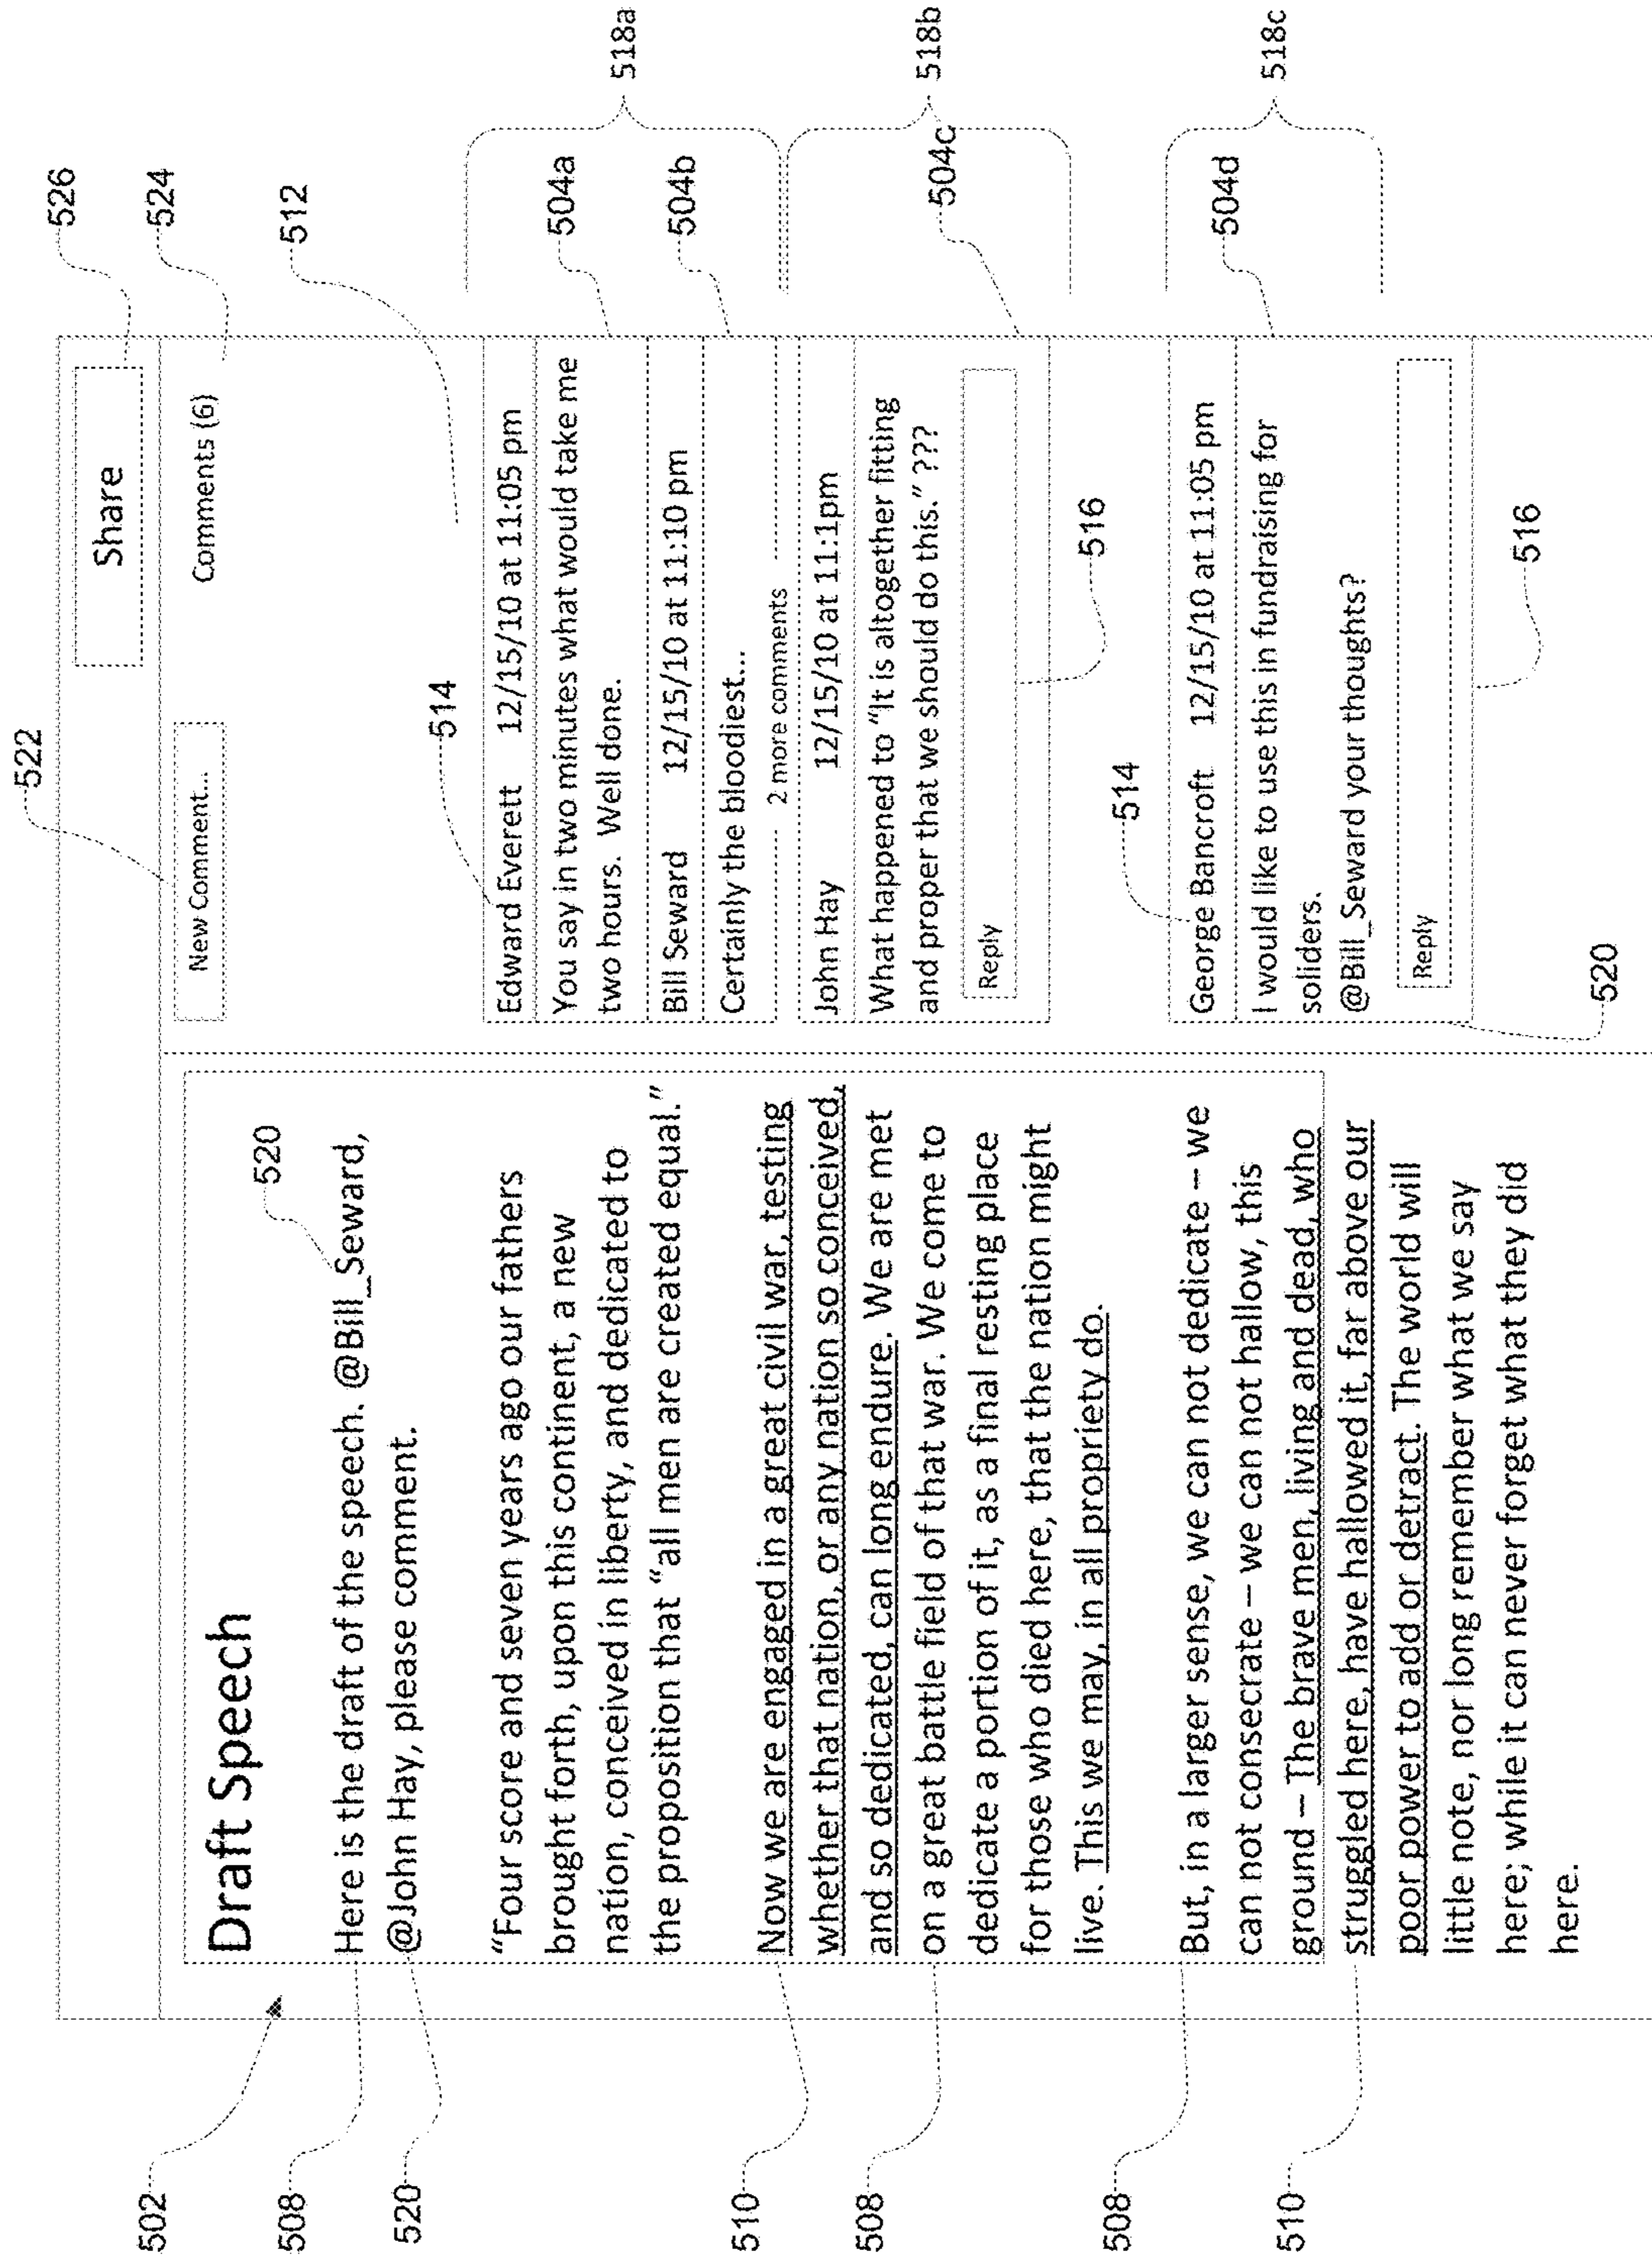 522
526
Share
524
New Comment...
Comments (6)
512
502
Draft Speech
508
Here is the draft of the speech. @Bill_Seward,
520
520
@John Hay, please comment.
"Four score and seven years ago our fathers
brought forth, upon this continent, a new
nation, conceived in liberty, and dedicated to
the proposition that "all men are created equal."
510
Now we are engaged in a great civil war, testing
whether that nation, or any nation so conceived,
and so dedicated, can long endure. We are met
508
on a great battle field of that war. We come to
dedicate a portion of it, as a final resting place
for those who died here, that the nation might
live. This we may, in all propriety do.
508
But, in a larger sense, we can not dedicate – we
can not consecrate – we can not hallow, this
ground – The brave men, living and dead, who
510
struggled here, have hallowed it, far above our
poor power to add or detract. The world will
little note, nor long remember what we say
here; while it can never forget what they did
here.
514
Edward Everett 12/15/10 at 11:05 pm
518a
504a
You say in two minutes what would take me
two hours. Well done.
Bill Seward 12/15/10 at 11:10 pm
504b
Certainly the bloodiest...
2 more comments
John Hay 12/15/10 at 11:1pm
518b
504c
What happened to "It is altogether fitting
and proper that we should do this." ???
Reply
516
514
George Bancroft 12/15/10 at 11:05 pm
518c
504d
I would like to use this in fundraising for
soliders.
@Bill_Seward your thoughts?
Reply
516
520